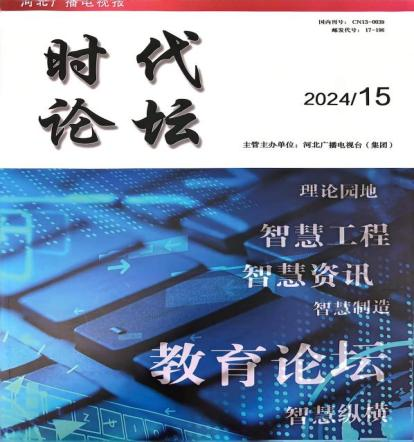 河北广播电视报
国内刊号：CN13-0039
邮发代号：17-196
时代
论坛
2024/15
主管主办单位：河北广播电视台（集团）
理论园地
智慧工程
智慧资讯
智慧制造
教育论坛
智慧纵横